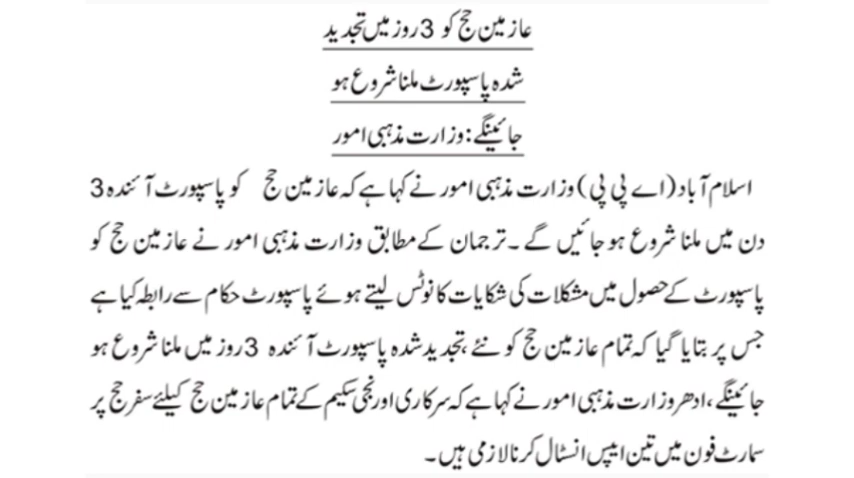 عازمین حج کو 3 روز میں تجدید
شدہ پاسپورٹ ملنا شروع ہو
جائینگے: وزارت مذہبی امور
اسلام آباد (اے پی پی) وزارت مذہبی امور نے کہا ہے کہ عازمین حج کو پاسپورٹ آئندہ 3
دن میں ملنا شروع ہو جائیں گے۔ ترجمان کے مطابق وزارت مذہبی امور نے عازمین حج کو
پاسپورٹ کے حصول میں مشکلات کی شکایات کا نوٹس لیتے ہوئے پاسپورٹ حکام سے رابطہ کیا ہے
جس پر بتایا گیا کہ تمام عازمین حج کو نئے، تجدید شدہ پاسپورٹ آئندہ 3 روز میں ملنا شروع ہو
جائینگے، ادھر وزارت مذہبی امور نے کہا ہے کہ سرکاری اور نجی سکیم کے تمام عازمین حج کیلئے سفر حج پر
سمارٹ فون میں تین ایپس انسٹال کرنا لازمی ہیں۔